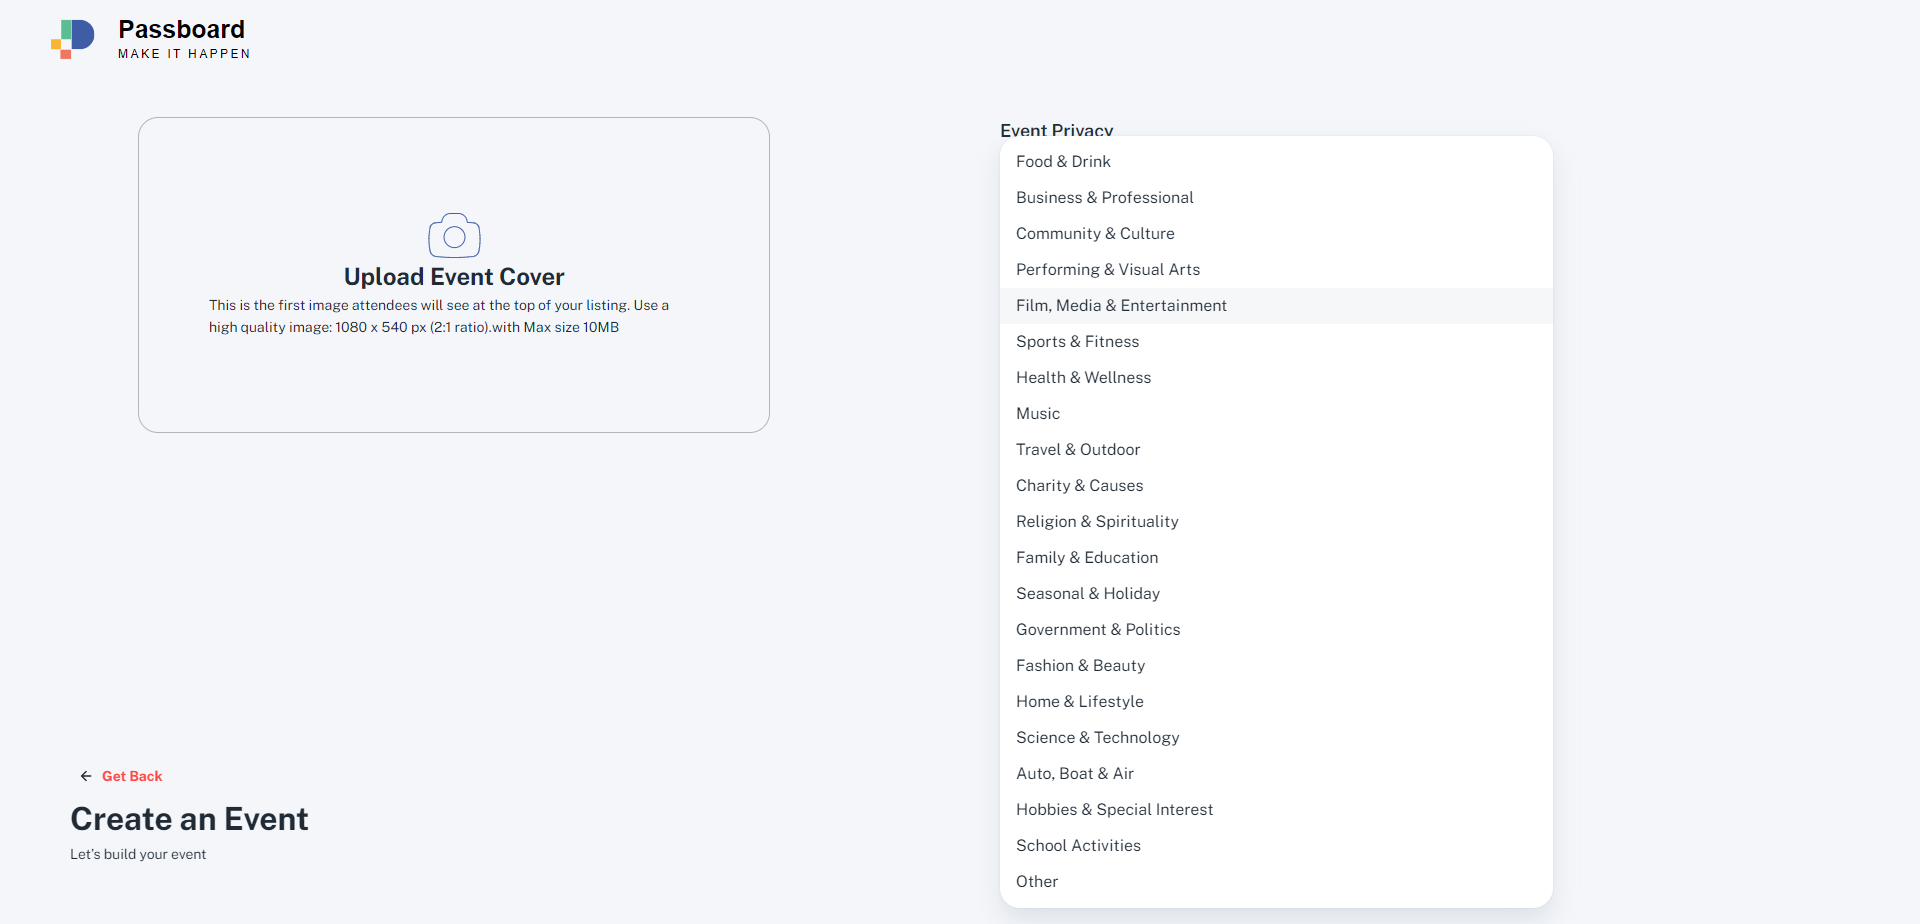 Passboard
MAKE IT HAPPEN
Upload Event Cover
This is the first image attendees will see at the top of your listing. Use a
high quality image: 1080 x 540 px (2:1 ratio).with Max size 10MB
Get Back
Create an Event
Let's build your event
Event Privacy
Food & Drink
Business & Professional
Community & Culture
Performing & Visual Arts
Film, Media & Entertainment
Sports & Fitness
Health & Wellness
Music
Travel & Outdoor
Charity & Causes
Religion & Spirituality
Family & Education
Seasonal & Holiday
Government & Politics
Fashion & Beauty
Home & Lifestyle
Science & Technology
Auto, Boat & Air
Hobbies & Special Interest
School Activities
Other